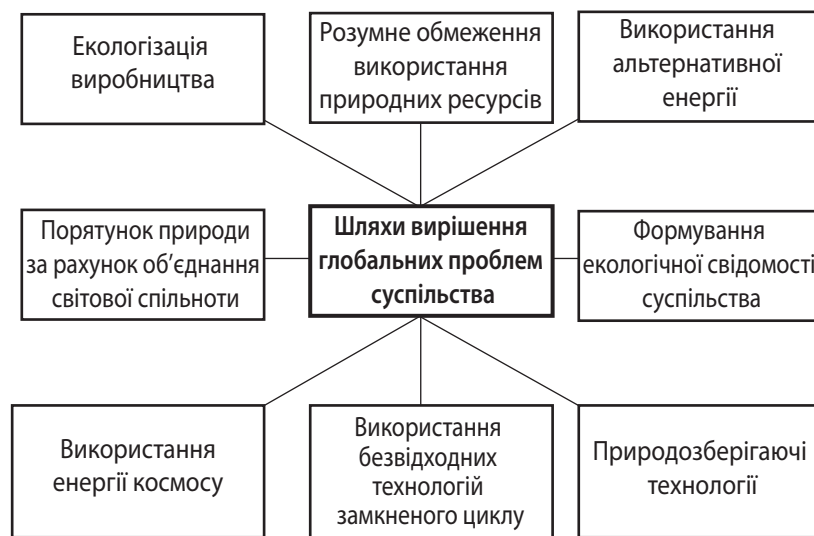 Екологізація
виробництва
Розумне обмеження
використання
природних ресурсів
Використання
альтернативної
енергії
Порятунок природи
за рахунок об’єднання
світової спільноти
Шляхи вирішення
глобальних проблем
суспільства
Формування
екологічної свідомості
суспільства
Використання
енергії космосу
Використання
безвідходних
технологій
замкненого циклу
Природозберігаючі
технології